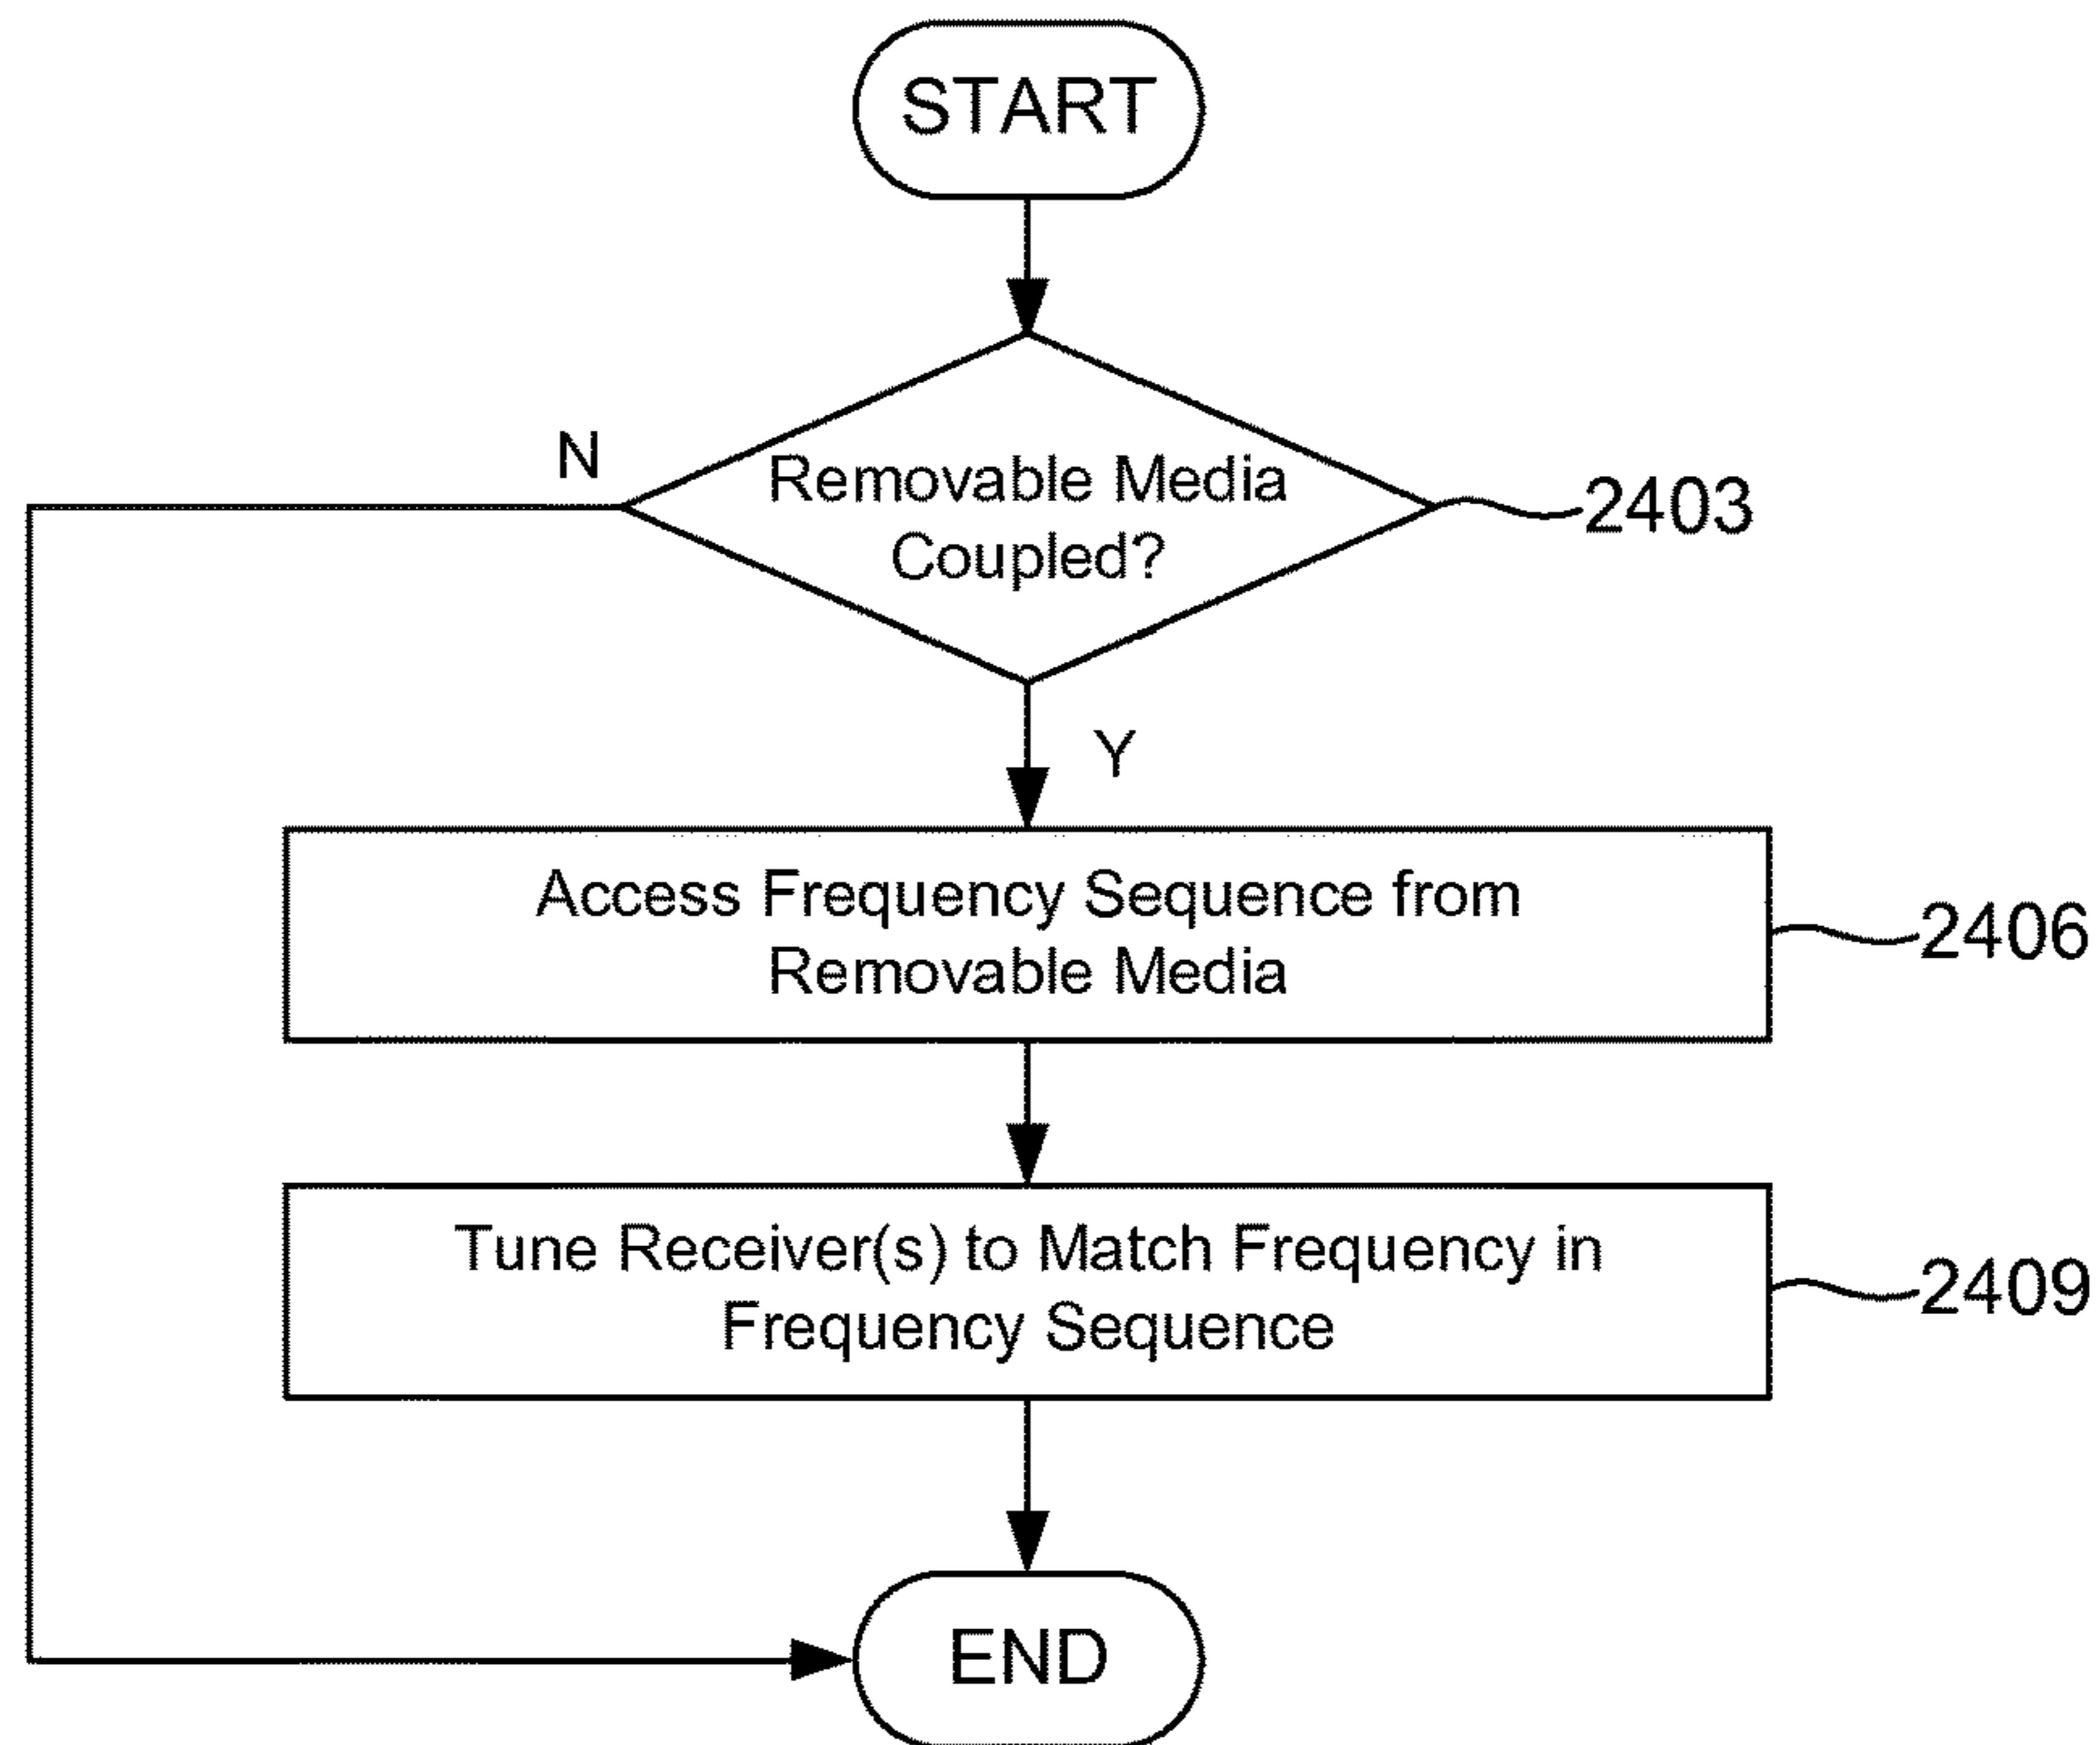 START
N
Removable Media
Coupled?
2403
Y
Access Frequency Sequence from
Removable Media
2406
Tune Receiver(s) to Match Frequency in
Frequency Sequence
2409
END